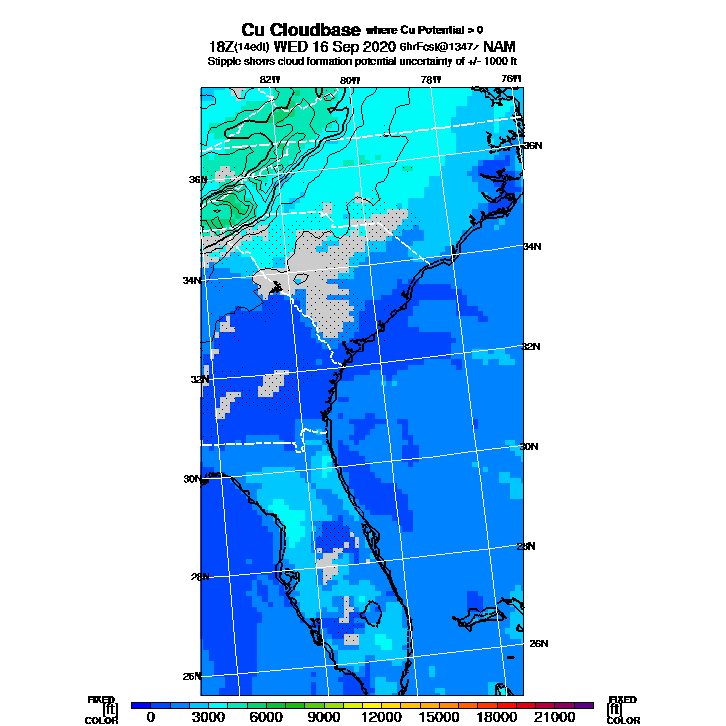 Cu Cloudbase where Cu Potential > 0
18Z(14edt) WED 16 Sep 2020 6hrFcst@1347z NAM
Stipple shows cloud formation potential uncertainty of +/- 1000 ft
82W 80W 78W 76W
36N 36N
34N 34N
32N 32N
30N 30N
28N 28N
26N 26N
FIXED FIXED
[ft] 0 3000 6000 9000 12000 15000 18000 21000 [ft]
COLOR COLOR